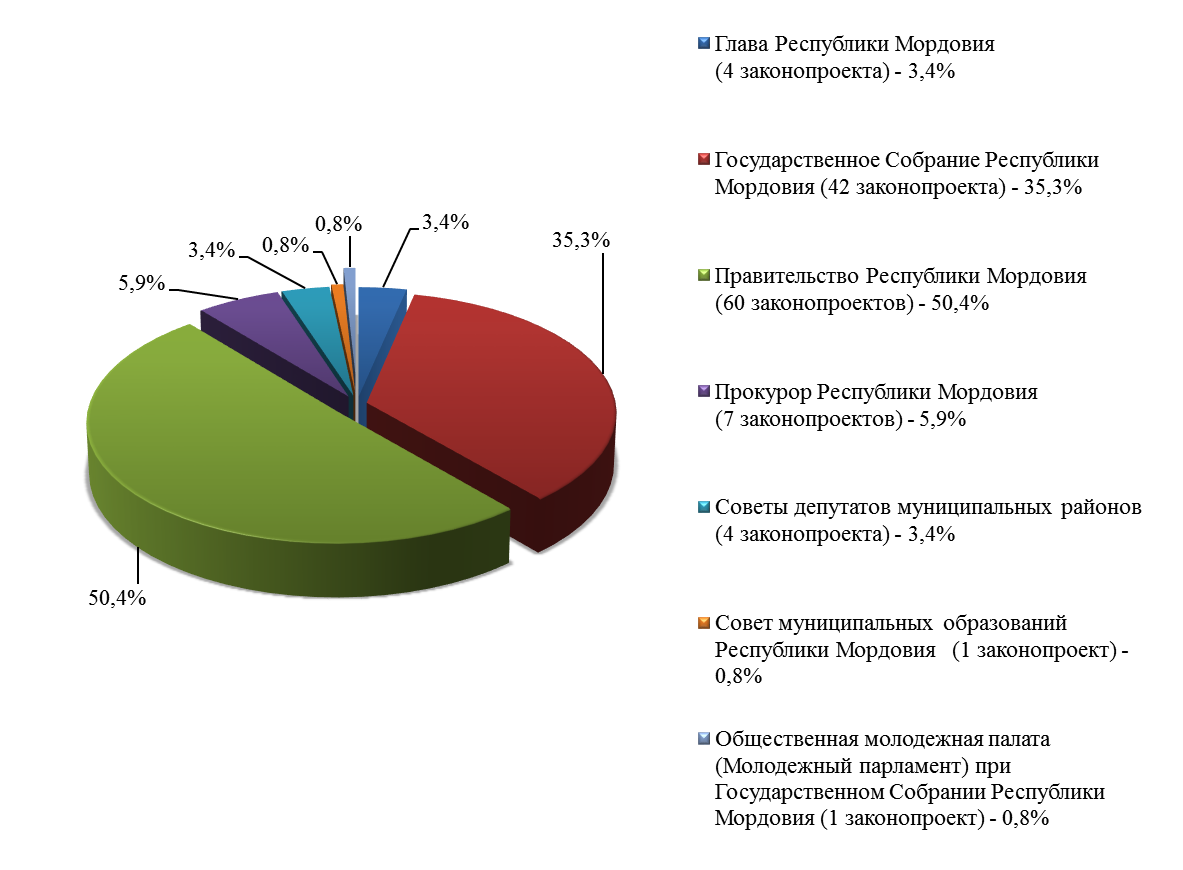 0,8%
3,4%
0,8%
3,4%
35,3%
5,9%
50,4%
Глава Республики Мордовия
(4 законопроекта) - 3,4%
Государственное Собрание Республики
Мордовия (42 законопроекта) - 35,3%
Правительство Республики Мордовия
(60 законопроектов) - 50,4%
Прокурор Республики Мордовия
(7 законопроектов) - 5,9%
Советы депутатов муниципальных районов
(4 законопроекта) - 3,4%
Совет муниципальных образований
Республики Мордовия (1 законопроект) -
0,8%
Общественная молодежная палата
(Молодежный парламент) при
Государственном Собрании Республики
Мордовия (1 законопроект) - 0,8%